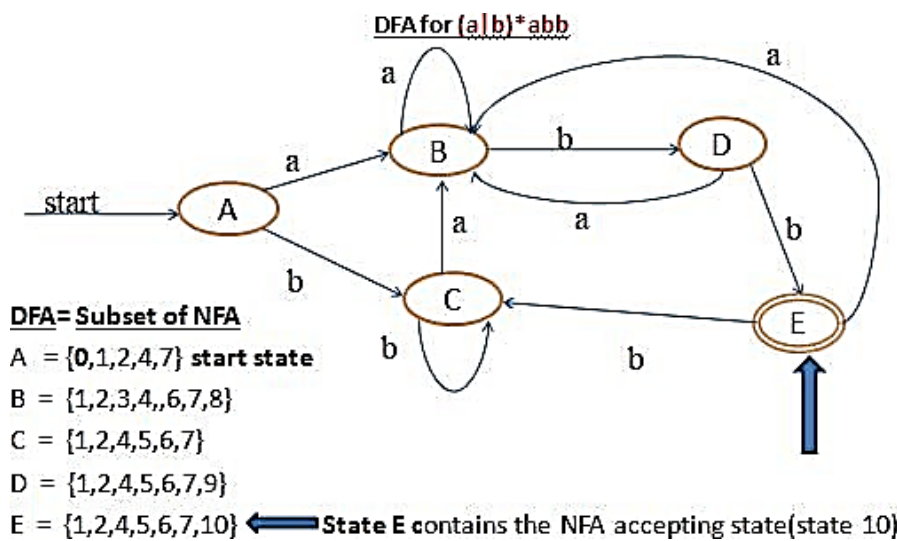 DFA for (a|b)*abb
a
a
B
b
D
a
start
A
a
a
b
b
C
E
b
b
DFA= Subset of NFA
A = {0,1,2,4,7} start state
B = {1,2,3,4,,6,7,8}
C = {1,2,4,5,6,7}
D = {1,2,4,5,6,7,9}
E = {1,2,4,5,6,7,10} State E contains the NFA accepting state(state 10)